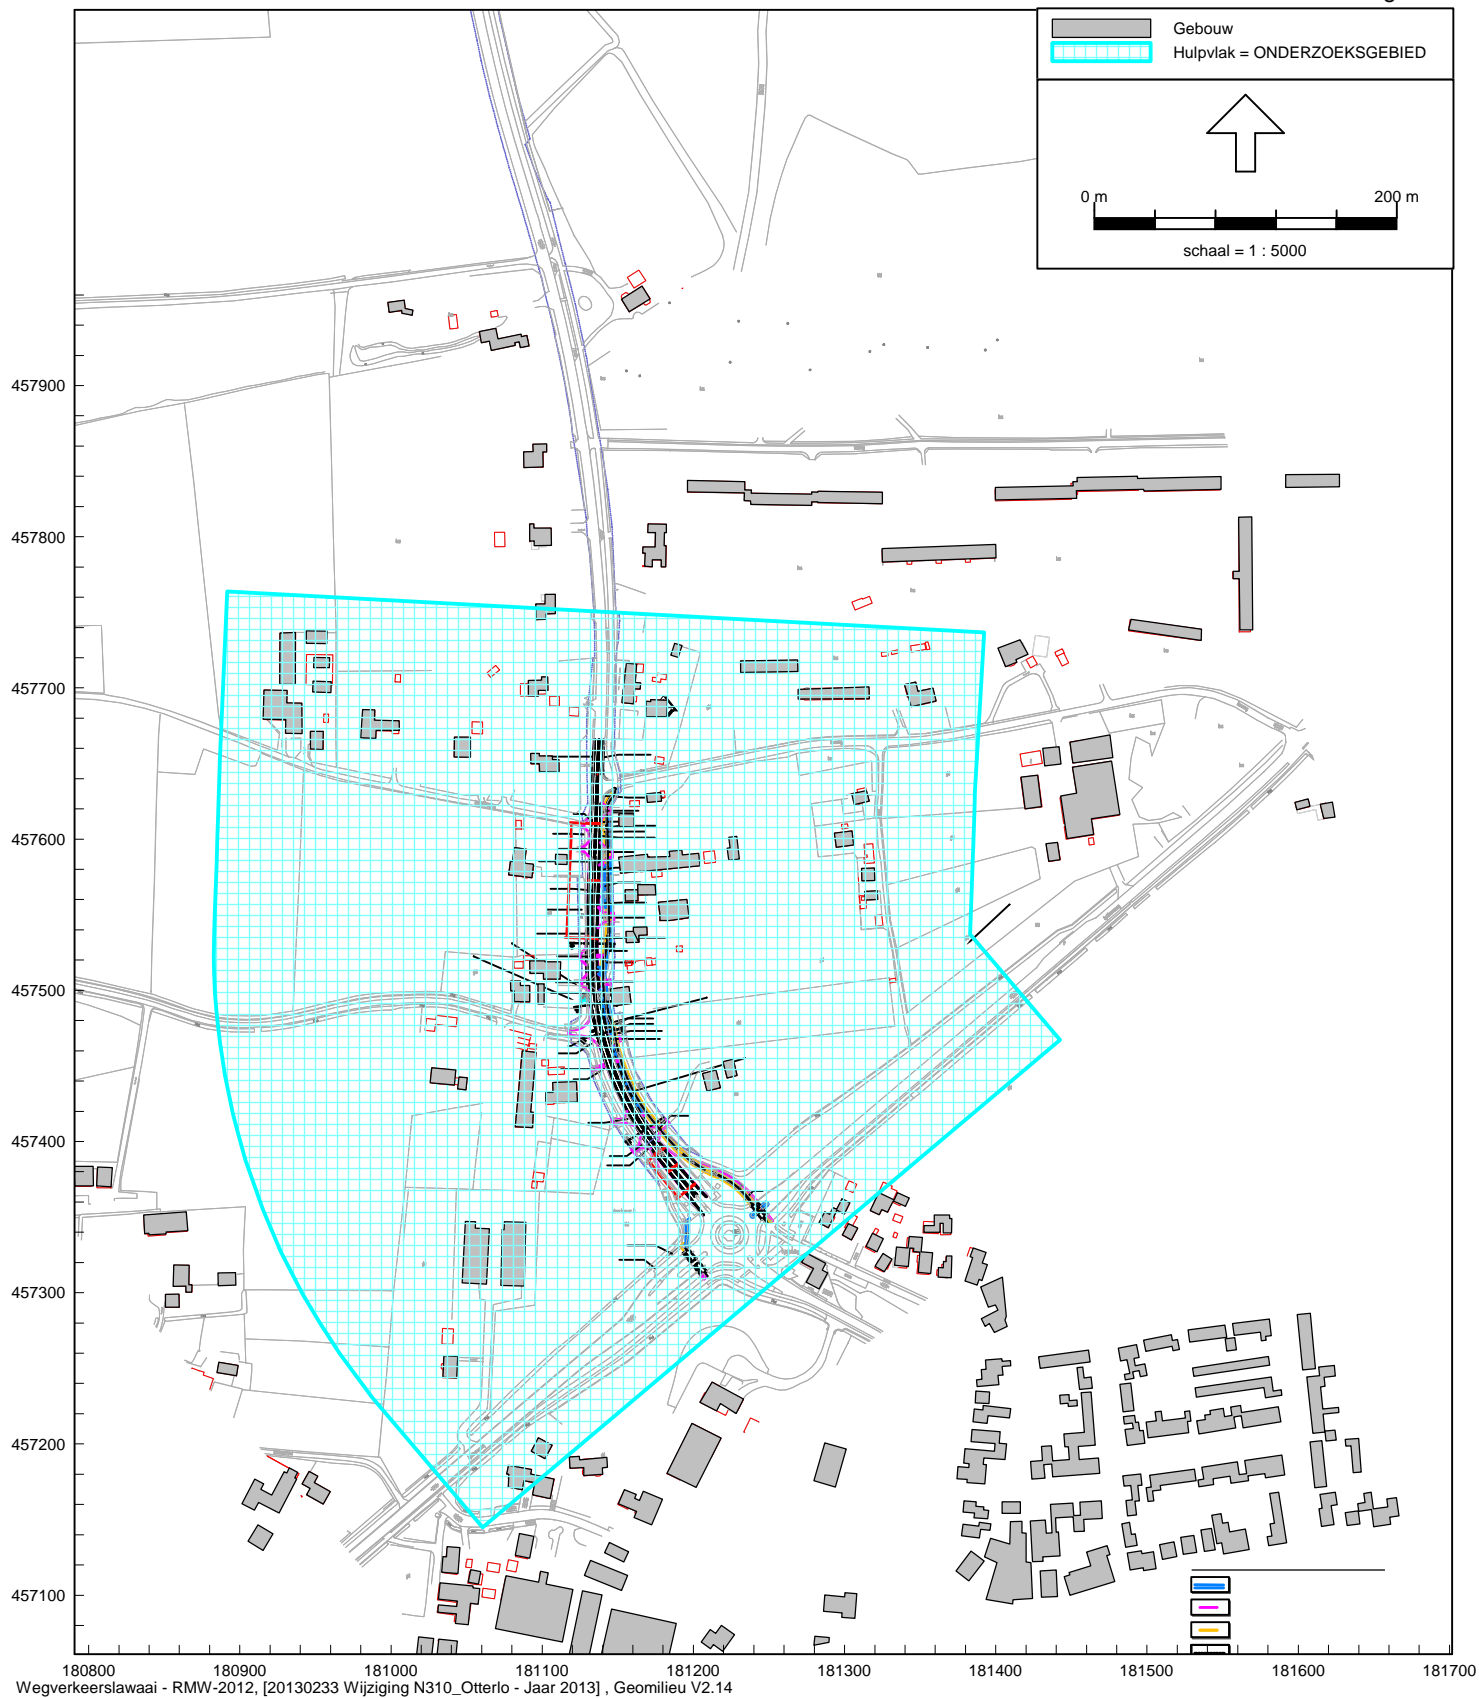 Gebouw
Hulpvlak = ONDERZOEKSGEBIED
0 m 200 m
schaal = 1 : 5000
457900
457800
457700
457600
457500
457400
457300
457200
457100
180800 180900 181000 181100 181200 181300 181400 181500 181600 181700
Wegverkeerslawaai - RMW-2012, [20130233 Wijziging N310_Otterlo - Jaar 2013] , Geomilieu V2.14